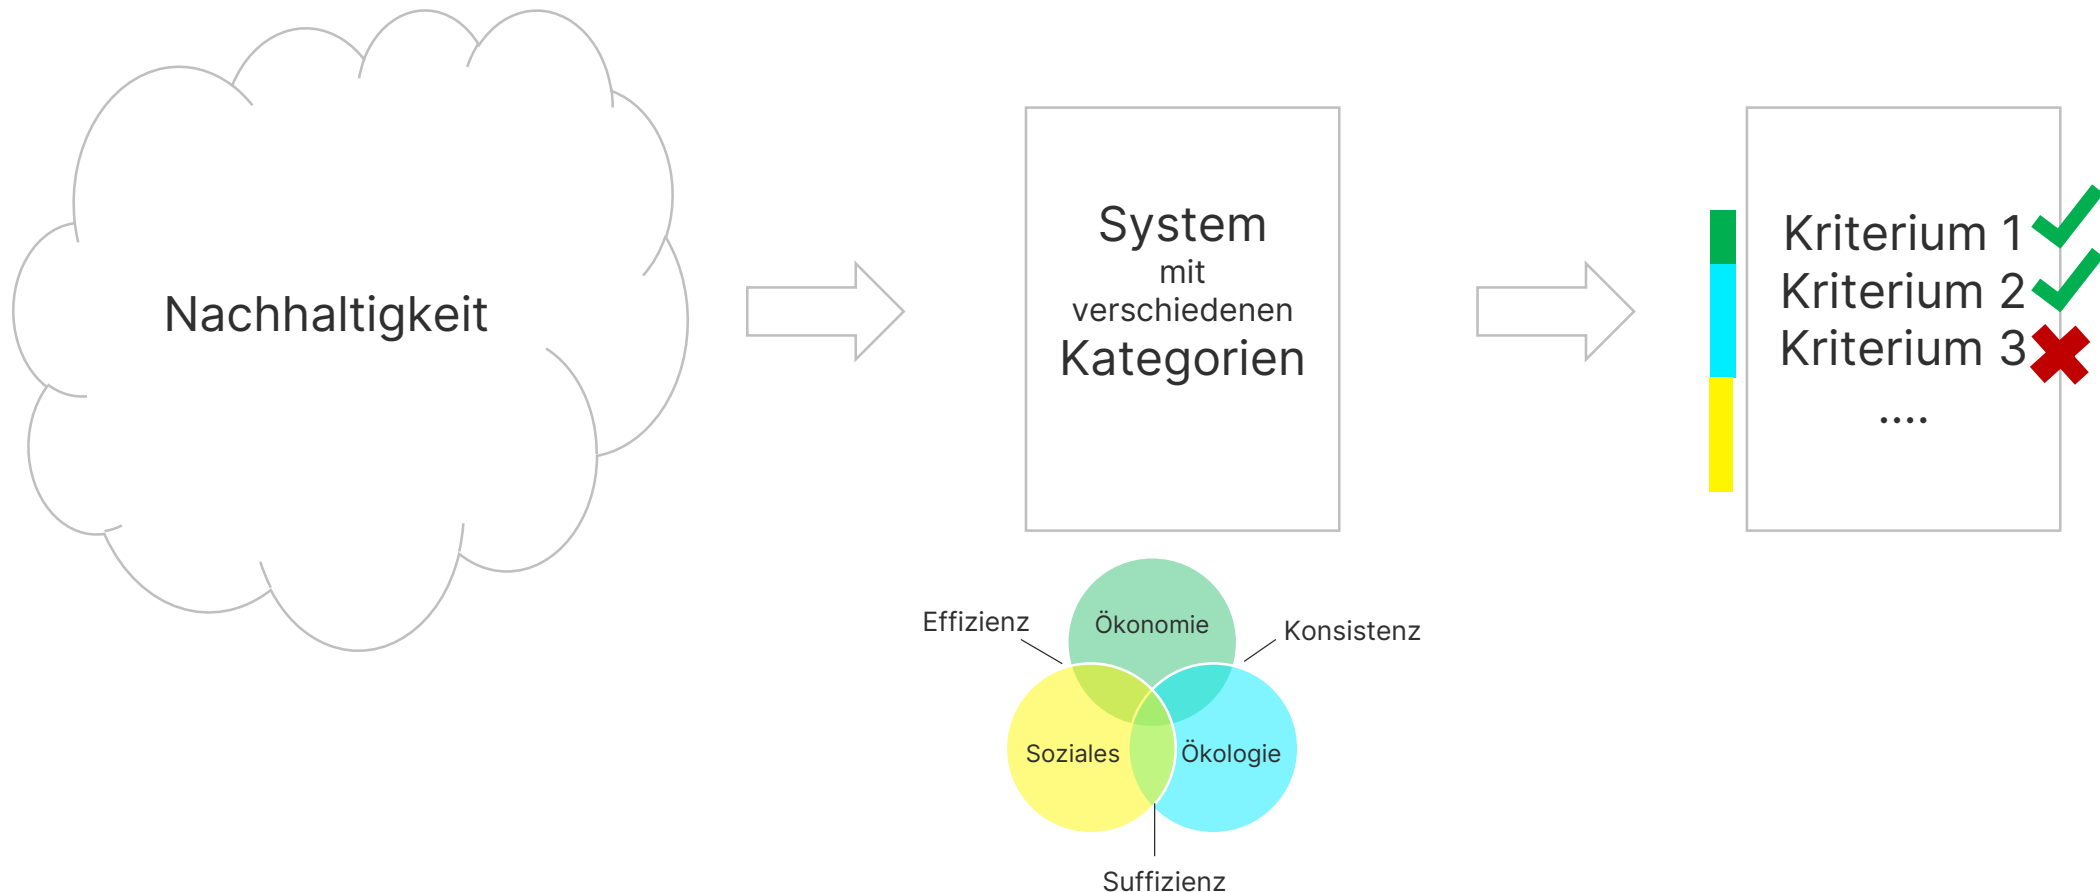 Nachhaltigkeit
System
mit
verschiedenen
Kategorien
Kriterium 1
Kriterium 2
Kriterium 3
....
Effizienz
Ökonomie
Konsistenz
Soziales
Ökologie
Suffizienz